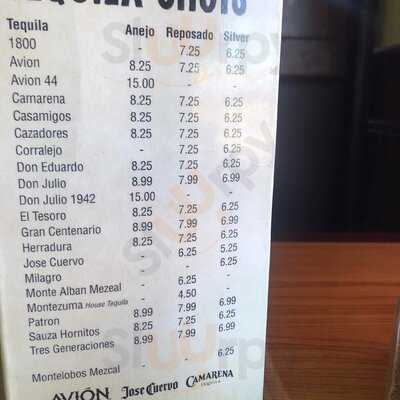 TEQUILA SHOTS
Tequila Anejo Reposado Silver
1800 - 7.25 6.25
Avion 8.25 7.25 6.25
Avion 44 15.00 - -
Camarena 8.25 7.25 6.25
Casamigos 8.25 7.25 6.25
Cazadores 8.25 7.25 6.25
Corralejo - 7.25 6.25
Don Eduardo 8.25 7.25 6.25
Don Julio 8.99 7.99 6.99
Don Julio 1942 15.00 - -
El Tesoro 8.25 7.25 6.25
Gran Centenario 8.99 7.99 6.99
Herradura 8.25 7.25 6.25
Jose Cuervo - 6.25 5.25
Milagro - - 6.25
Monte Alban Mezeal - 6.25 -
Montezuma House Tequila - 4.50 -
Patron 8.99 7.99 6.99
Sauza Hornitos 8.25 7.25 6.25
Tres Generaciones 8.99 7.99 6.99
Montelobos Mezcal - - 6.25
AVIÓN Jose Cuervo CAMARENA
Sluurpy